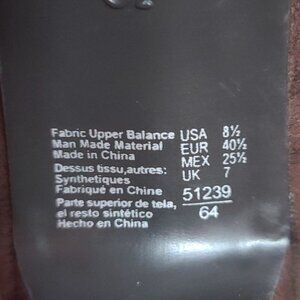 Fabric Upper Balance USA 8½
Man Made Material EUR 40½
Made in China MEX 25½
Dessus tissu,autres: UK 7
Synthetiques
Fabriqué en Chine 51239
Parte superior de tela, 64
el resto sintético
Hecho en China